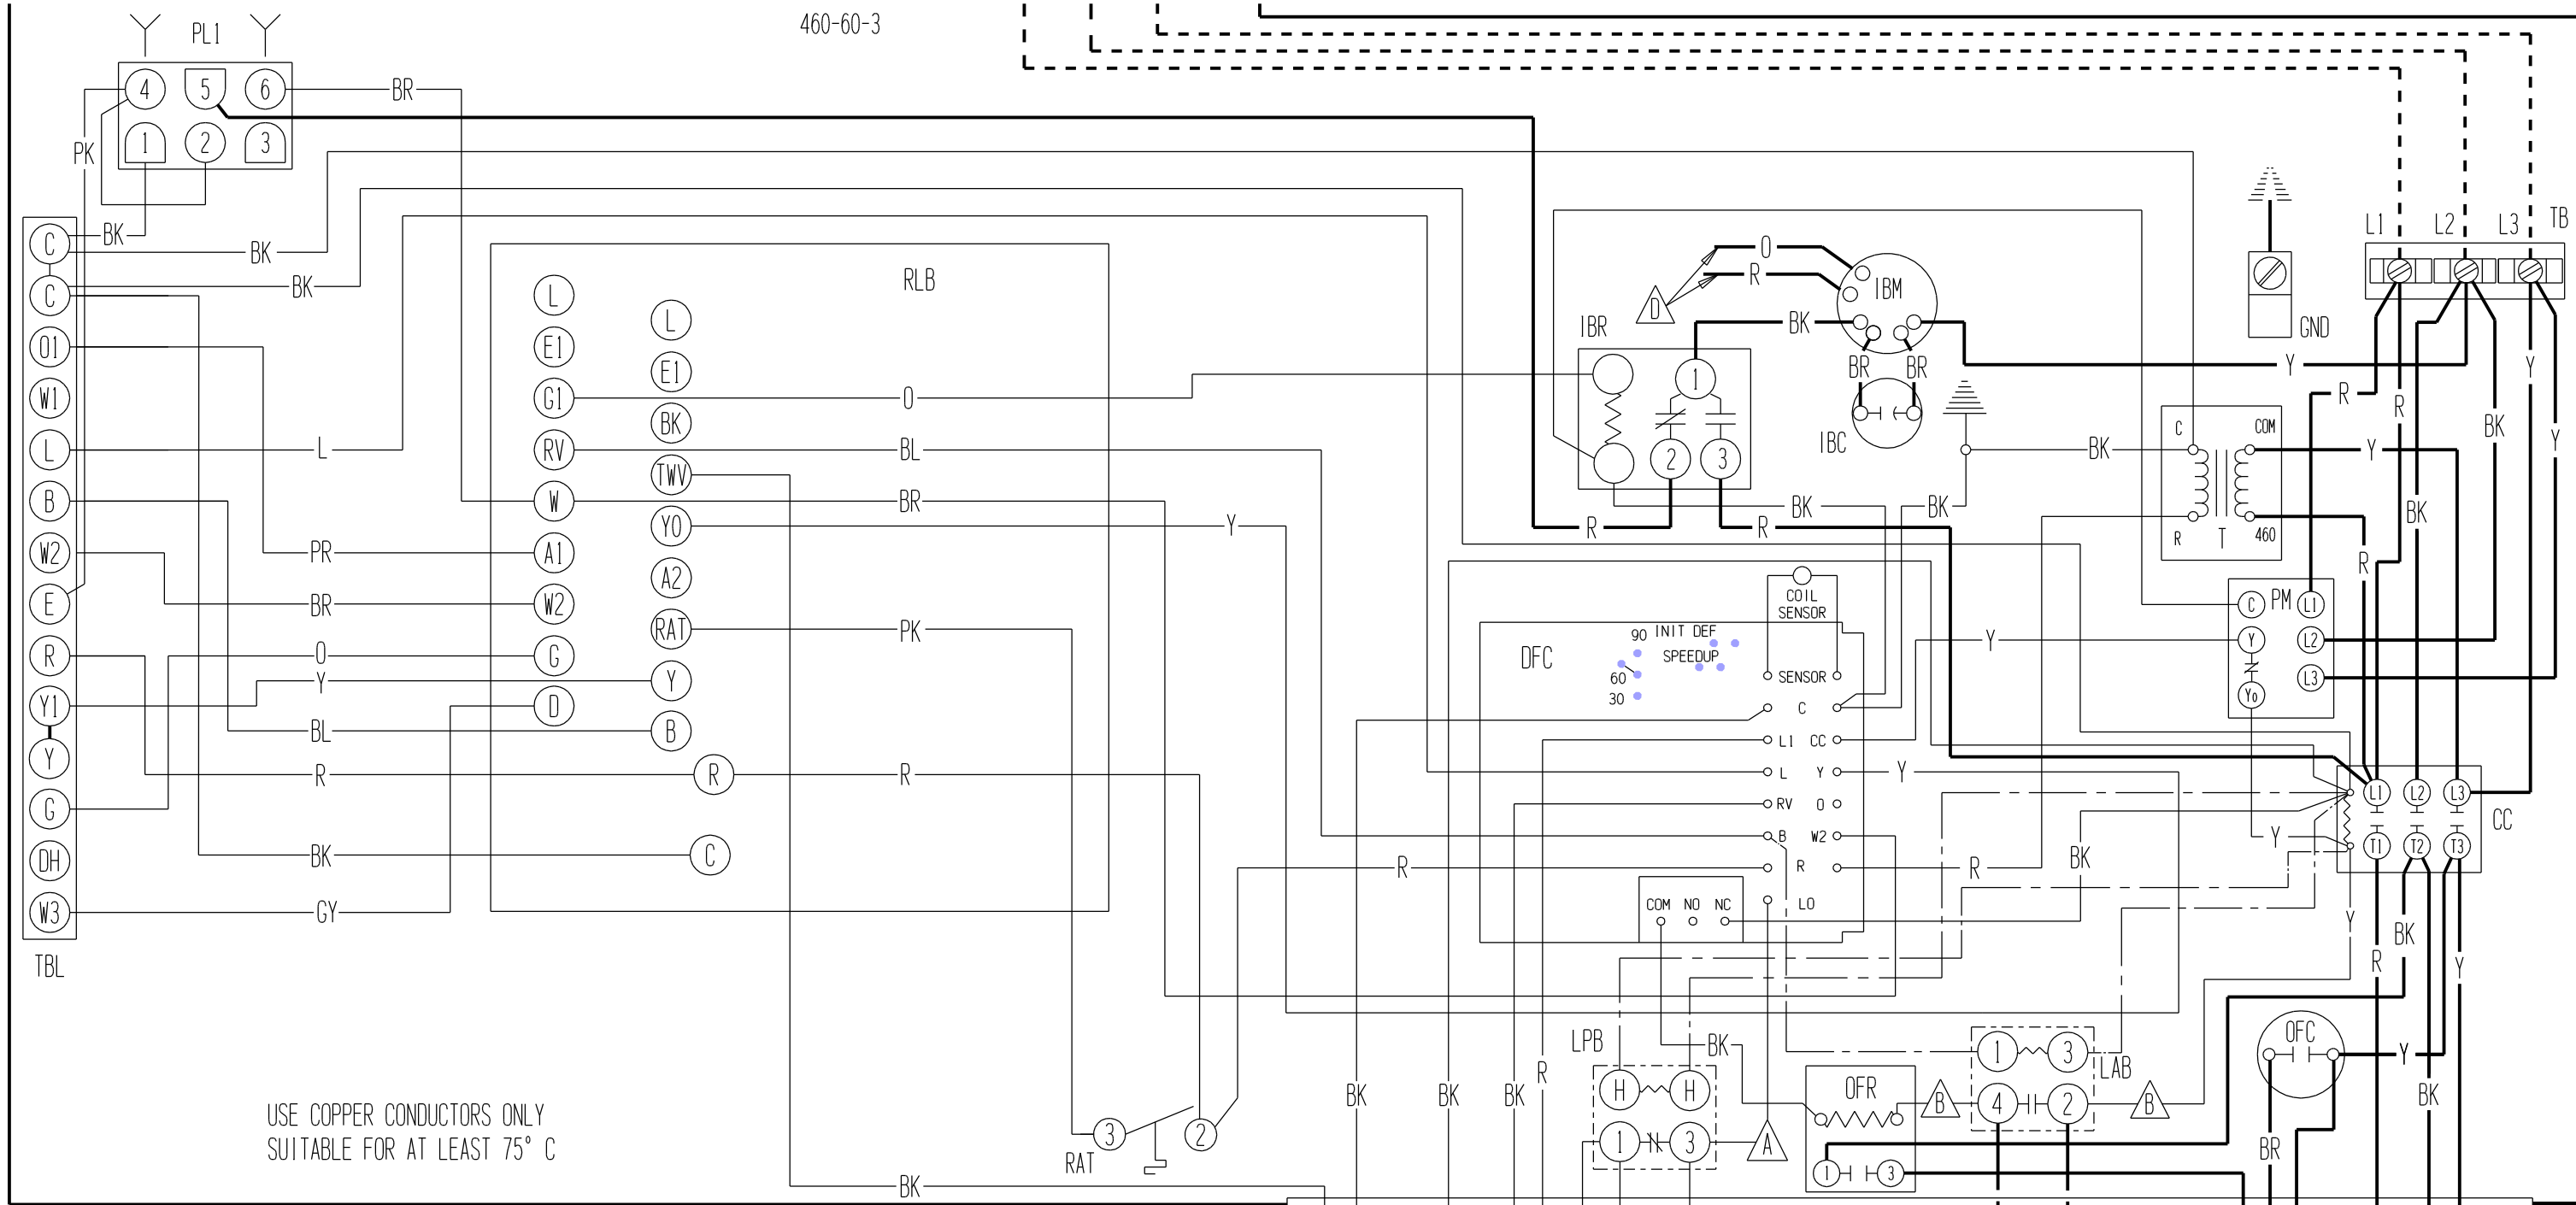 460-60-3
PL1
4 5 6
1 2 3
BR
PK
BK
BK
BK
C
C
O1
W1
L
B
W2
E
R
Y1
Y
G
DH
W3
TBL
L
PR
BR
O
Y
BL
R
BK
GY
RLB
L
E1
G1
RV
W
A1
W2
G
D
L
E1
BK
TWV
YO
A2
RAT
Y
B
R
C
O
BL
BR
Y
PK
R
BK
R
RAT
3 2
USE COPPER CONDUCTORS ONLY
SUITABLE FOR AT LEAST 75° C
D
O
R
IBM
IBR
BK
1
2 3
BR BR
IBC
R
R
BK
BK
BK
Y
GND
L1 L2 L3 TB
R
R
BK
BK
Y
Y
C COM
R T 460
Y
R
C PM L1
Y L2
Yo L3
COIL
SENSOR
DFC
90 INIT DEF
SPEEDUP
60
30
SENSOR
C
L1 CC
L Y
RV O
B W2
R
LO
COM NO NC
Y
Y
R
BK
Y
L1 L2 L3
T1 T2 T3
CC
Y
R
BK
Y
BK
BK
BK
R
LPB
H H
1 3
BK
A
OFR
1 3
B
1 3
4 2
LAB
B
OFC
Y
BR
BK